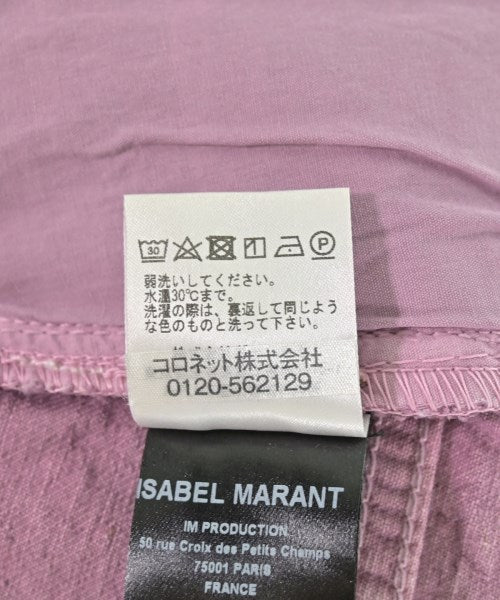 30
P
弱洗いしてください。
水温30℃まで。
洗濯の際は、裏返して同じよう
な色のものと洗って下さい。
コロネット株式会社
0120-562129
ISABEL MARANT
IM PRODUCTION
50 rue Croix des Petits Champs
75001 PARIS
FRANCE